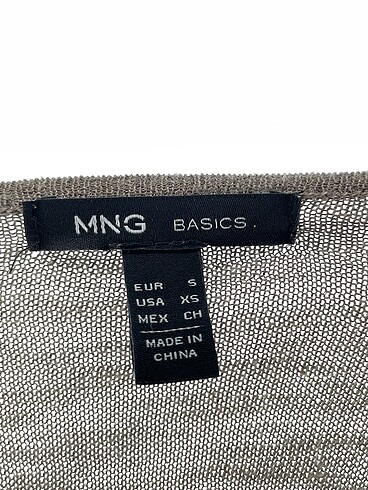 MNG BASICS.
EUR S
USA XS
MEX CH
MADE IN
CHINA